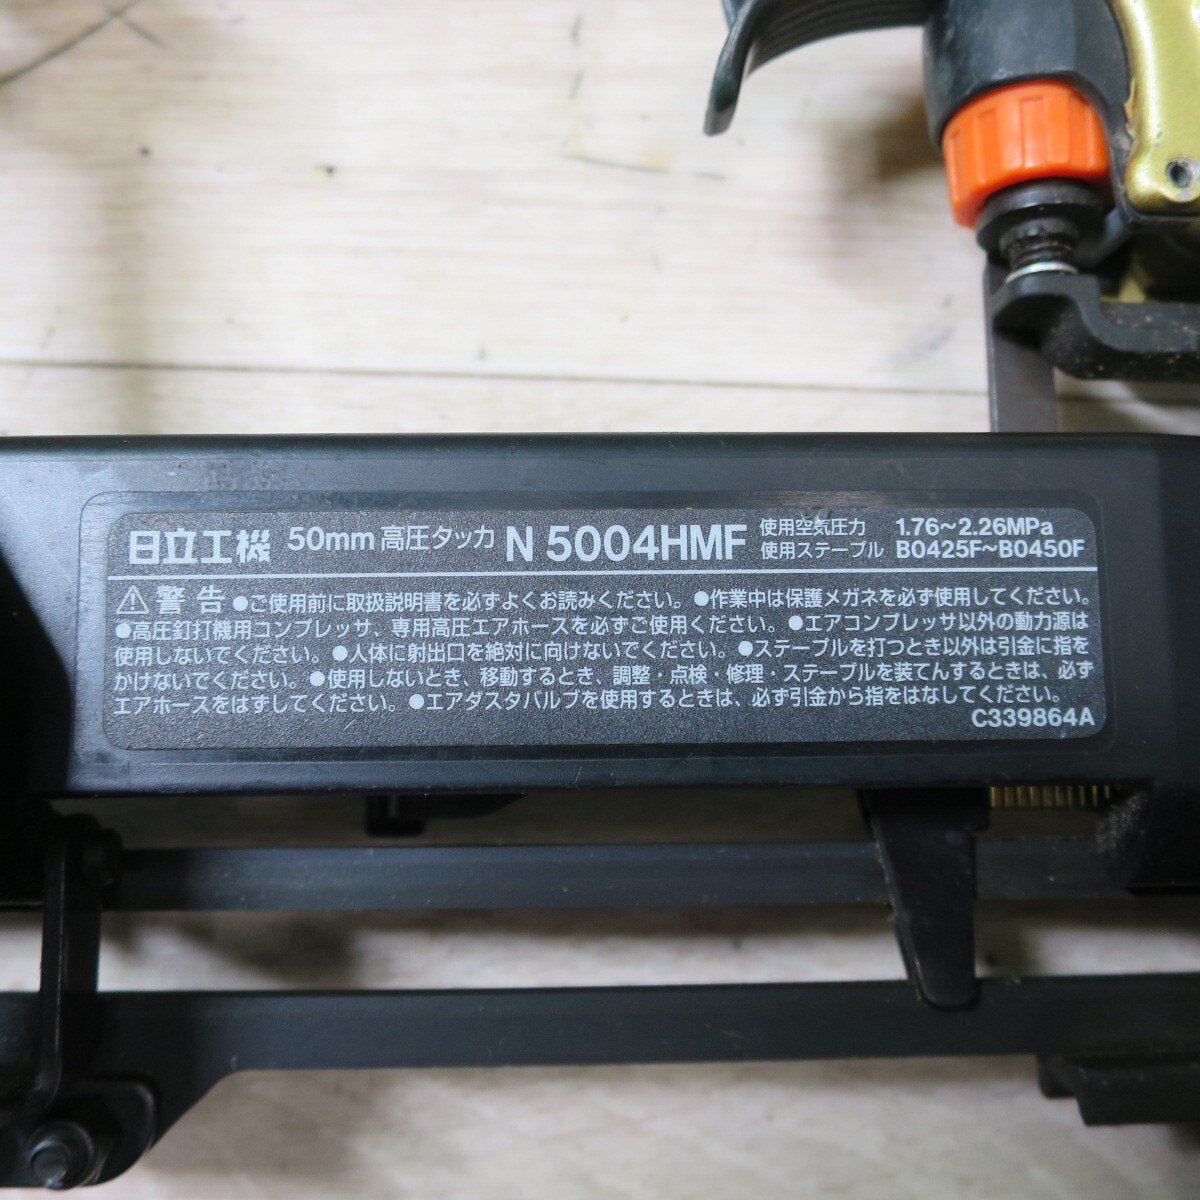 日立工機 50mm 高圧タッカ N 5004HMF 使用空気圧力 1.76～2.26MPa
使用ステープル B0425F～B0450F
⚠警告 ●ご使用前に取扱説明書を必ずよくお読みください。●作業中は保護メガネを必ず使用してください。
●高圧釘打機用コンプレッサ、専用高圧エアホースを必ずご使用ください。●エアコンプレッサ以外の動力源は
使用しないでください。●人体に射出口を絶対に向けないでください。●ステープルを打つとき以外は引金に指を
かけないでください。●使用しないとき、移動するとき、調整・点検・修理・ステープルを装てんするときは、必ず
エアホースをはずしてください。●エアダスタバルブを使用するときは、必ず引金から指をはなしてください。
C339864A